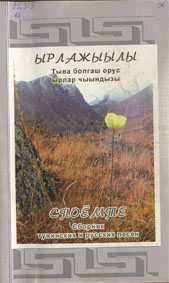 ЫРЛАЖЫЫЛЫ
Тыва болгаш орус
ырлар чыындызы
СПОЁМТЕ
Сборник
тувинских и русских песен